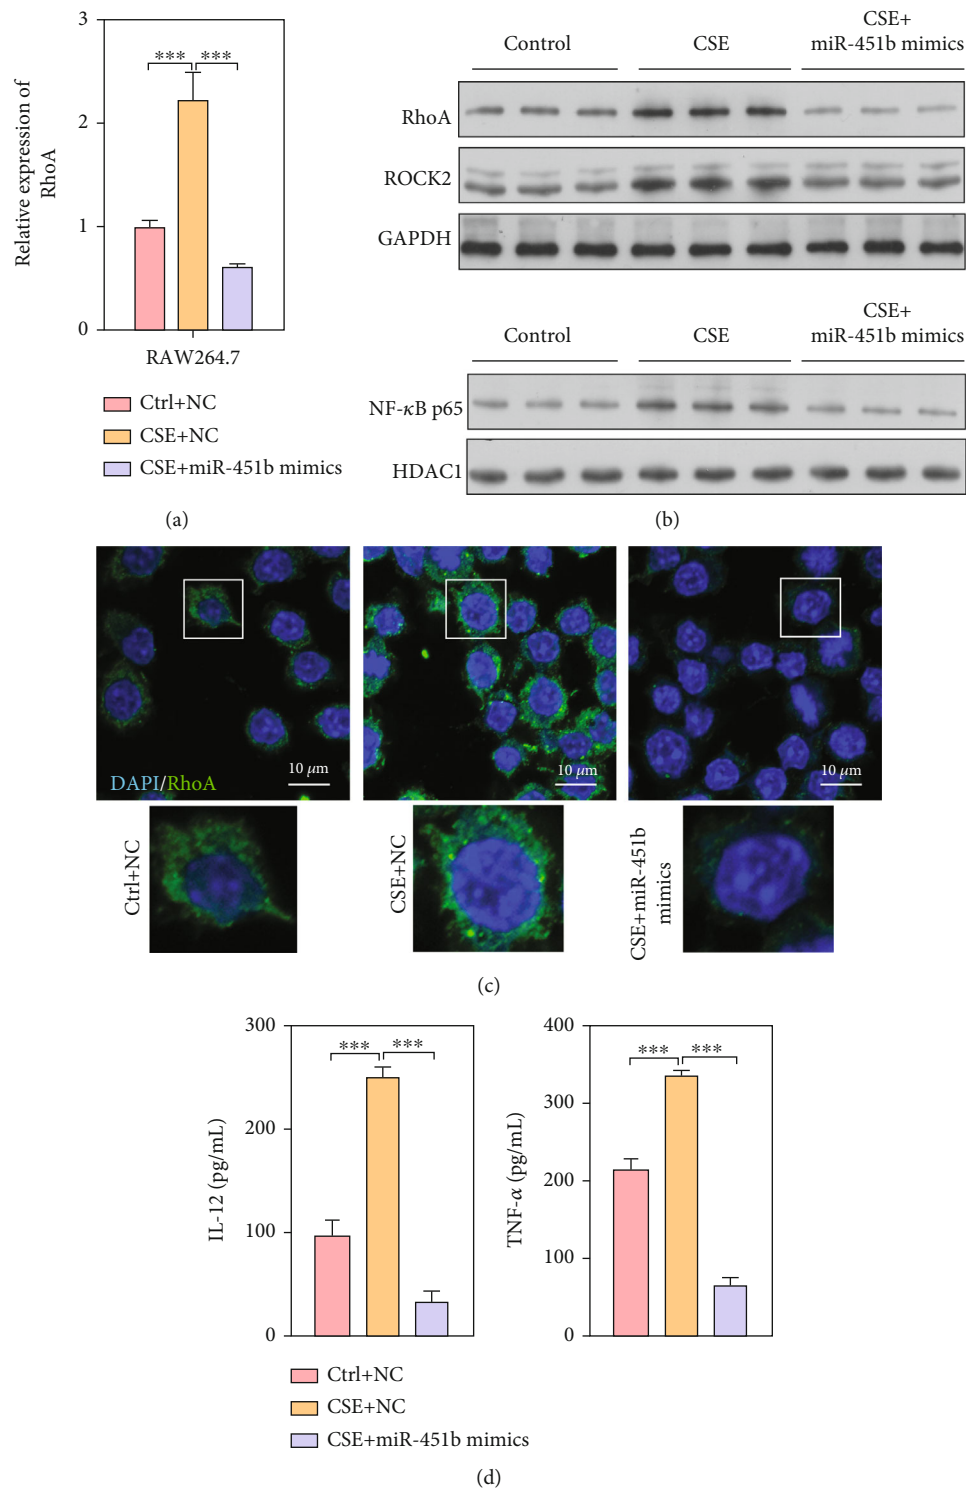 3
2
1
0
Relative expression of
RhoA
***
***
RAW264.7
Ctrl+NC
CSE+NC
CSE+miR-451b mimics
(a)
Control
CSE
CSE+
miR-451b mimics
RhoA
ROCK2
GAPDH
Control
CSE
CSE+
miR-451b mimics
NF-κB p65
HDAC1
(b)
DAPI/RhoA
10 μm
10 μm
10 μm
Ctrl+NC
CSE+NC
CSE+miR-451b
mimics
(c)
300
200
100
0
IL-12 (pg/mL)
***
***
400
300
200
100
0
TNF-α (pg/mL)
***
***
Ctrl+NC
CSE+NC
CSE+miR-451b mimics
(d)